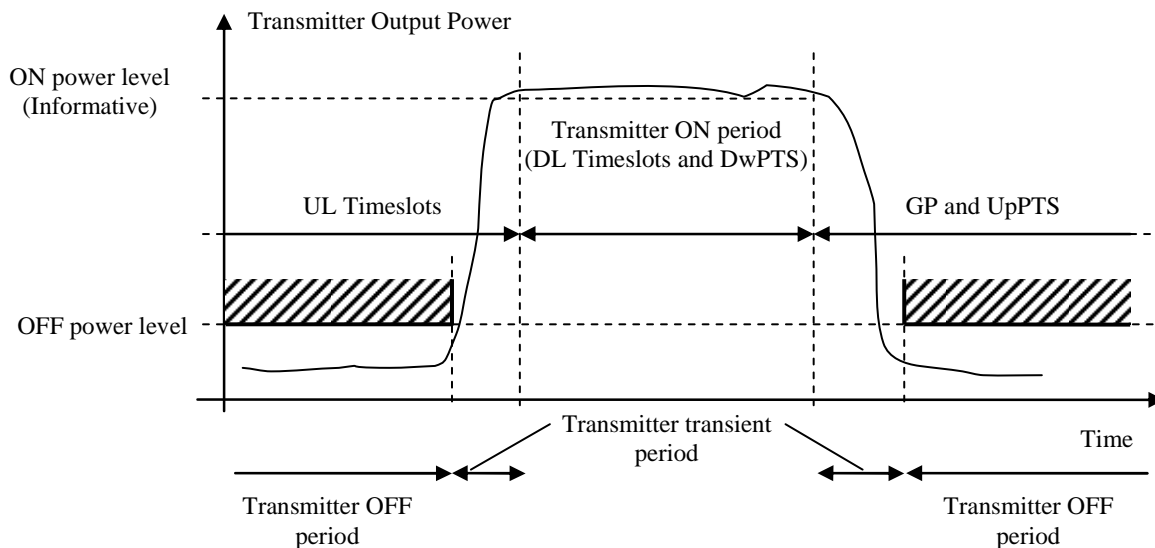 Transmitter Output Power
ON power level
(Informative)
Transmitter ON period
(DL Timeslots and DwPTS)
UL Timeslots
GP and UpPTS
OFF power level
Transmitter transient
period
Time
Transmitter OFF
period
Transmitter OFF
period